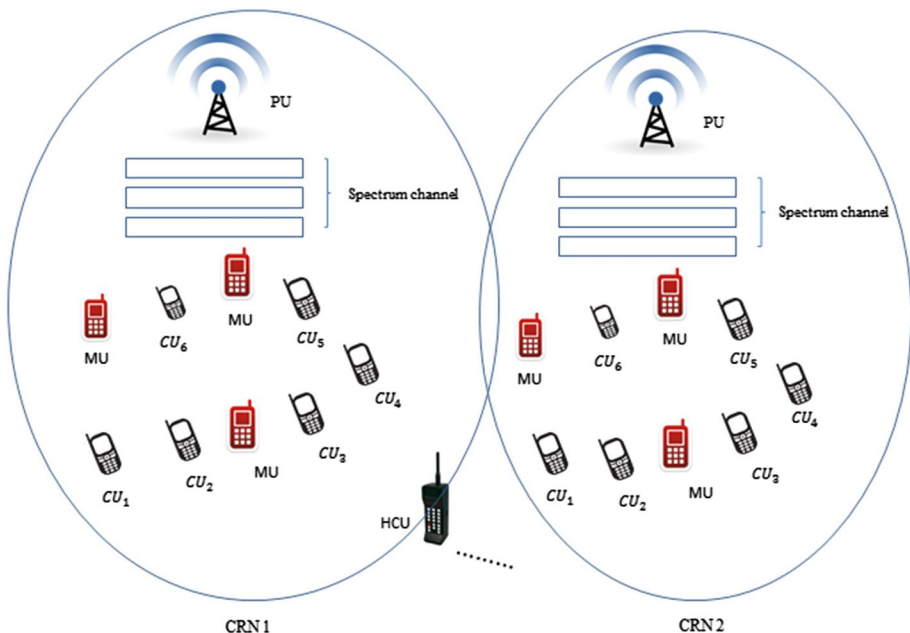 PU
PU
Spectrum channel
Spectrum channel
MU
CU₆
MU
CU₅
CU₄
MU
CU₆
MU
CU₅
CU₄
CU₁
CU₂
MU
CU₃
CU₁
CU₂
MU
CU₃
HCU
........
CRN 1
CRN 2